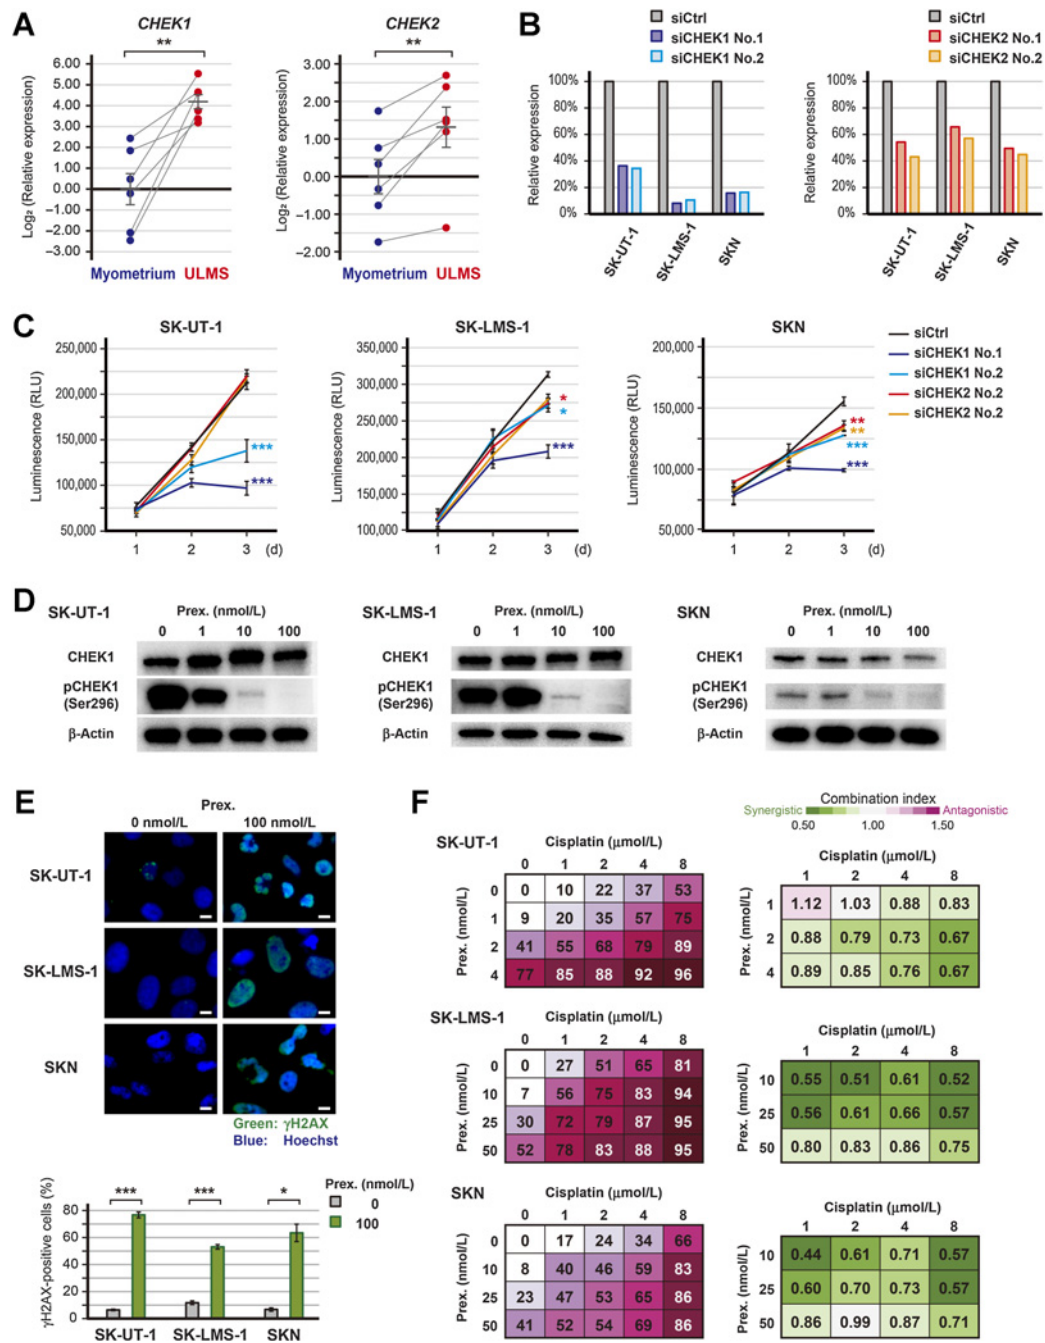 A
CHEK1
**
Log₂ (Relative expression)
6.00
5.00
4.00
3.00
2.00
1.00
0.00
−1.00
−2.00
−3.00
Myometrium ULMS
CHEK2
**
Log₂ (Relative expression)
3.00
2.00
1.00
0.00
−1.00
−2.00
Myometrium ULMS
B
siCtrl
siCHEK1 No.1
siCHEK1 No.2
Relative expression
100%
80%
60%
40%
20%
0%
SK-UT-1
SK-LMS-1
SKN
siCtrl
siCHEK2 No.1
siCHEK2 No.2
Relative expression
100%
80%
60%
40%
20%
0%
SK-UT-1
SK-LMS-1
SKN
C
SK-UT-1
Luminescence (RLU)
250,000
200,000
150,000
100,000
50,000
***
***
1 2 3 (d)
SK-LMS-1
Luminescence (RLU)
350,000
300,000
250,000
200,000
150,000
100,000
*
*
***
1 2 3 (d)
SKN
Luminescence (RLU)
200,000
150,000
100,000
50,000
**
**
***
***
1 2 3 (d)
siCtrl
siCHEK1 No.1
siCHEK1 No.2
siCHEK2 No.2
siCHEK2 No.2
D
SK-UT-1
Prex. (nmol/L)
0 1 10 100
CHEK1
pCHEK1
(Ser296)
β-Actin
SK-LMS-1
Prex. (nmol/L)
0 1 10 100
CHEK1
pCHEK1
(Ser296)
β-Actin
SKN
Prex. (nmol/L)
0 1 10 100
CHEK1
pCHEK1
(Ser296)
β-Actin
E
Prex.
0 nmol/L 100 nmol/L
SK-UT-1
SK-LMS-1
SKN
Green: γH2AX
Blue: Hoechst
γH2AX-positive cells (%)
80
60
40
20
0
*** *** *
Prex. (nmol/L)
0
100
SK-UT-1 SK-LMS-1 SKN
F
Combination index
Synergistic Antagonistic
0.50 1.00 1.50
SK-UT-1
Cisplatin (μmol/L)
0 1 2 4 8
Prex. (nmol/L)
0 0 10 22 37 53
1 9 20 35 57 75
2 41 55 68 79 89
4 77 85 88 92 96
Cisplatin (μmol/L)
1 2 4 8
Prex. (nmol/L)
1 1.12 1.03 0.88 0.83
2 0.88 0.79 0.73 0.67
4 0.89 0.85 0.76 0.67
SK-LMS-1
Cisplatin (μmol/L)
0 1 2 4 8
Prex. (nmol/L)
0 0 27 51 65 81
10 7 56 75 83 94
25 30 72 79 87 95
50 52 78 83 88 95
Cisplatin (μmol/L)
1 2 4 8
Prex. (nmol/L)
10 0.55 0.51 0.61 0.52
25 0.56 0.61 0.66 0.57
50 0.80 0.83 0.86 0.75
SKN
Cisplatin (μmol/L)
0 1 2 4 8
Prex. (nmol/L)
0 0 17 24 34 66
10 8 40 46 59 83
25 23 47 53 65 86
50 41 52 54 68 86
Cisplatin (μmol/L)
1 2 4 8
Prex. (nmol/L)
10 0.44 0.61 0.71 0.57
25 0.60 0.70 0.73 0.57
50 0.86 0.99 0.87 0.71